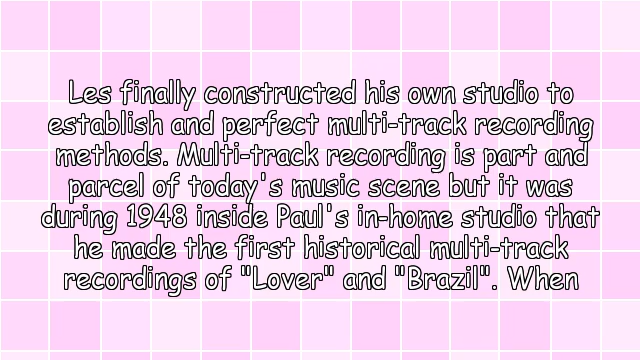 Les finally constructed his own studio to
establish and perfect multi-track recording
methods. Multi-track recording is part and
parcel of today's music scene but it was
during 1948 inside Paul's in-home studio that
he made the first historical multi-track
recordings of "Lover" and "Brazil". When